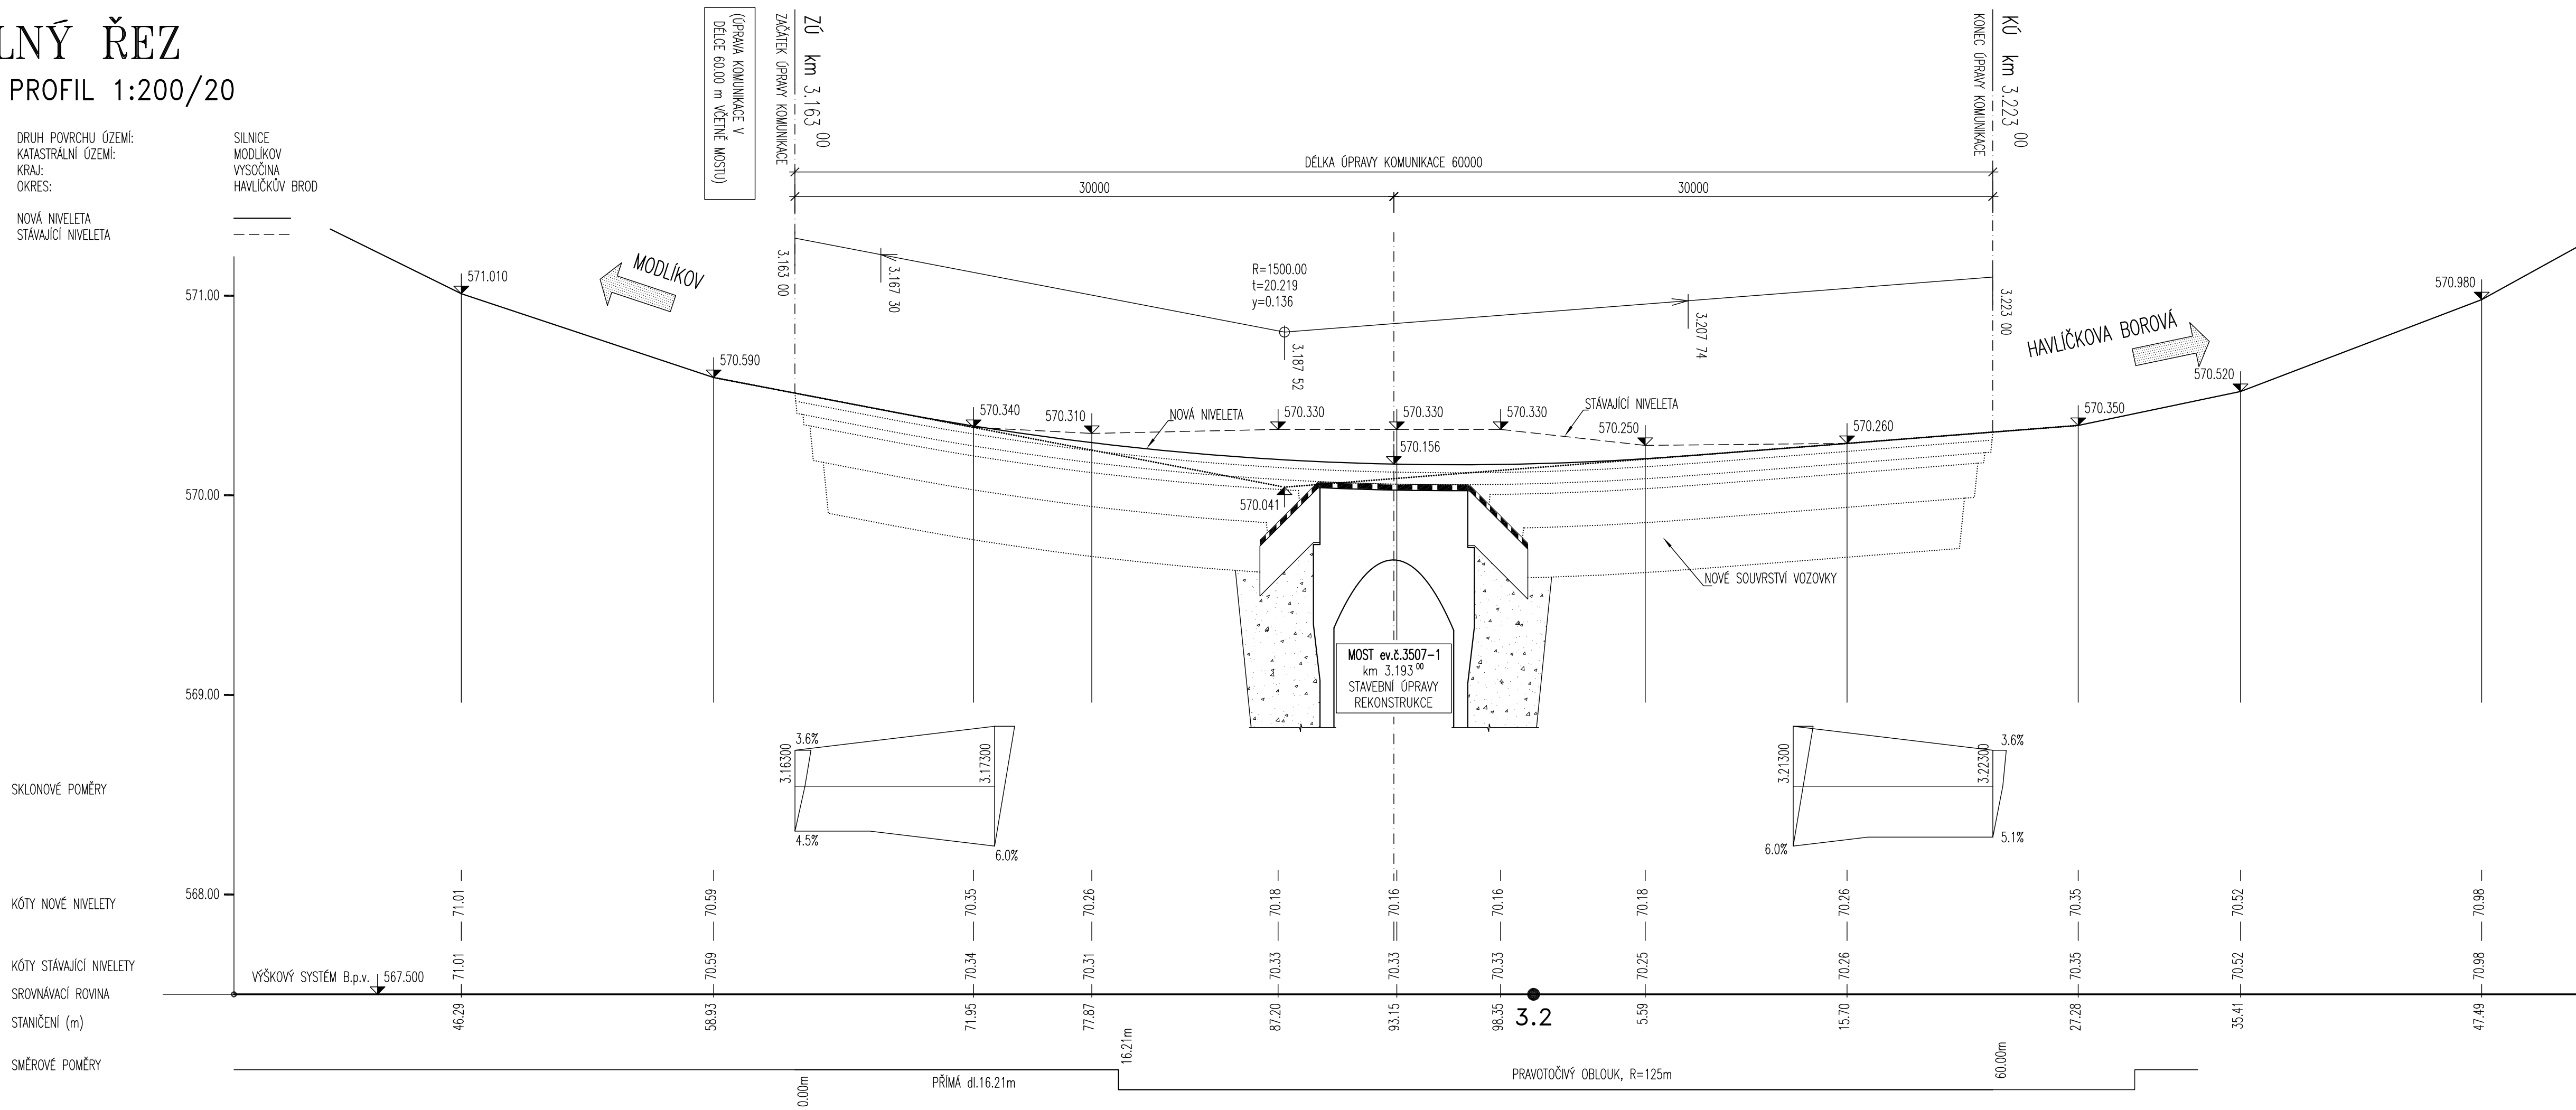 LNÝ ŘEZ
PROFIL 1:200/20
DRUH POVRCHU ÚZEMÍ: SILNICE
KATASTRÁLNÍ ÚZEMÍ: MODLÍKOV
KRAJ: VYSOČINA
OKRES: HAVLÍČKŮV BROD
NOVÁ NIVELETA
STÁVAJÍCÍ NIVELETA
(ÚPRAVA KOMUNIKACE V
DÉLCE 60.00 m VČETNĚ MOSTU)
ZÚ km 3.163 00
ZAČÁTEK ÚPRAVY KOMUNIKACE
KÚ km 3.223 00
KONEC ÚPRAVY KOMUNIKACE
DÉLKA ÚPRAVY KOMUNIKACE 60000
30000
30000
3.163 00
3.167 30
R=1500.00
t=20.219
y=0.136
3.187 52
3.207 74
3.223 00
MODLÍKOV
HAVLÍČKOVA BOROVÁ
571.00
570.00
569.00
568.00
571.010
570.590
570.340
570.310
NOVÁ NIVELETA
570.330
570.330
570.330
STÁVAJÍCÍ NIVELETA
570.156
570.041
570.250
570.260
570.350
570.520
570.980
NOVÉ SOUVRSTVÍ VOZOVKY
MOST ev.č.3507-1
km 3.193 00
STAVEBNÍ ÚPRAVY
REKONSTRUKCE
SKLONOVÉ POMĚRY
3.16300
3.6%
4.5%
3.17300
6.0%
3.21300
6.0%
3.22300
3.6%
5.1%
KÓTY NOVÉ NIVELETY
71.01 70.59 70.35 70.26 70.18 70.16 70.16 70.18 70.26 70.35 70.52 70.98
KÓTY STÁVAJÍCÍ NIVELETY
71.01 70.59 70.34 70.31 70.33 70.33 70.33 70.25 70.26 70.35 70.52 70.98
VÝŠKOVÝ SYSTÉM B.p.v. 567.500
SROVNÁVACÍ ROVINA
STANIČENÍ (m)
46.29 58.93 71.95 77.87 87.20 93.15 98.35 3.2 5.59 15.70 27.28 35.41 47.49
SMĚROVÉ POMĚRY
0.00m
PŘÍMÁ dl.16.21m
16.21m
PRAVOTOČIVÝ OBLOUK, R=125m
60.00m